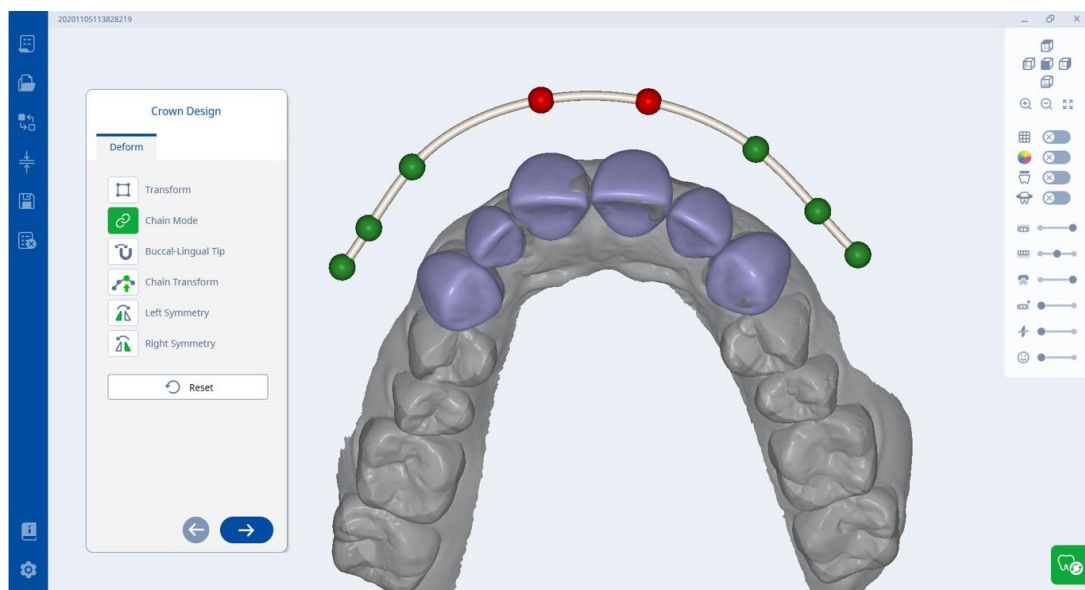 20201105113828219
Crown Design
Deform
Transform
Chain Mode
Buccal-Lingual Tip
Chain Transform
Left Symmetry
Right Symmetry
Reset